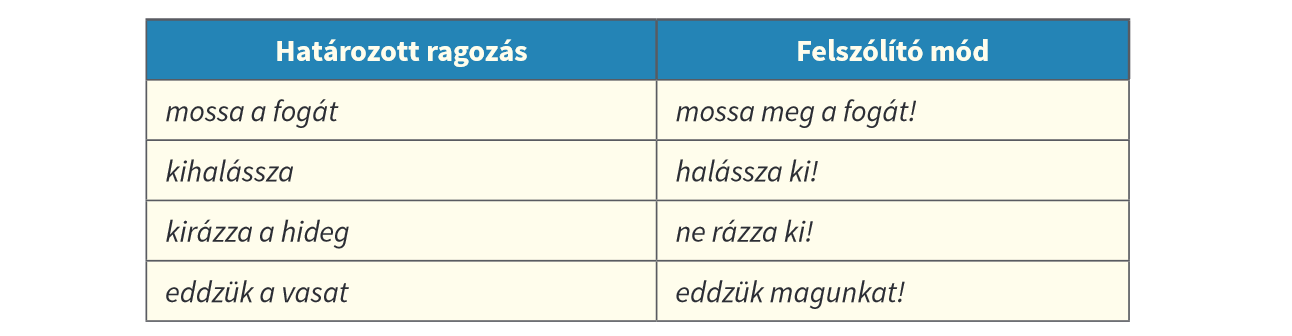 Határozott ragozás Felszólító mód
mossa a fogát mossa meg a fogát!
kihalássza halássza ki!
kirázza a hideg ne rázza ki!
eddzük a vasat eddzük magunkat!